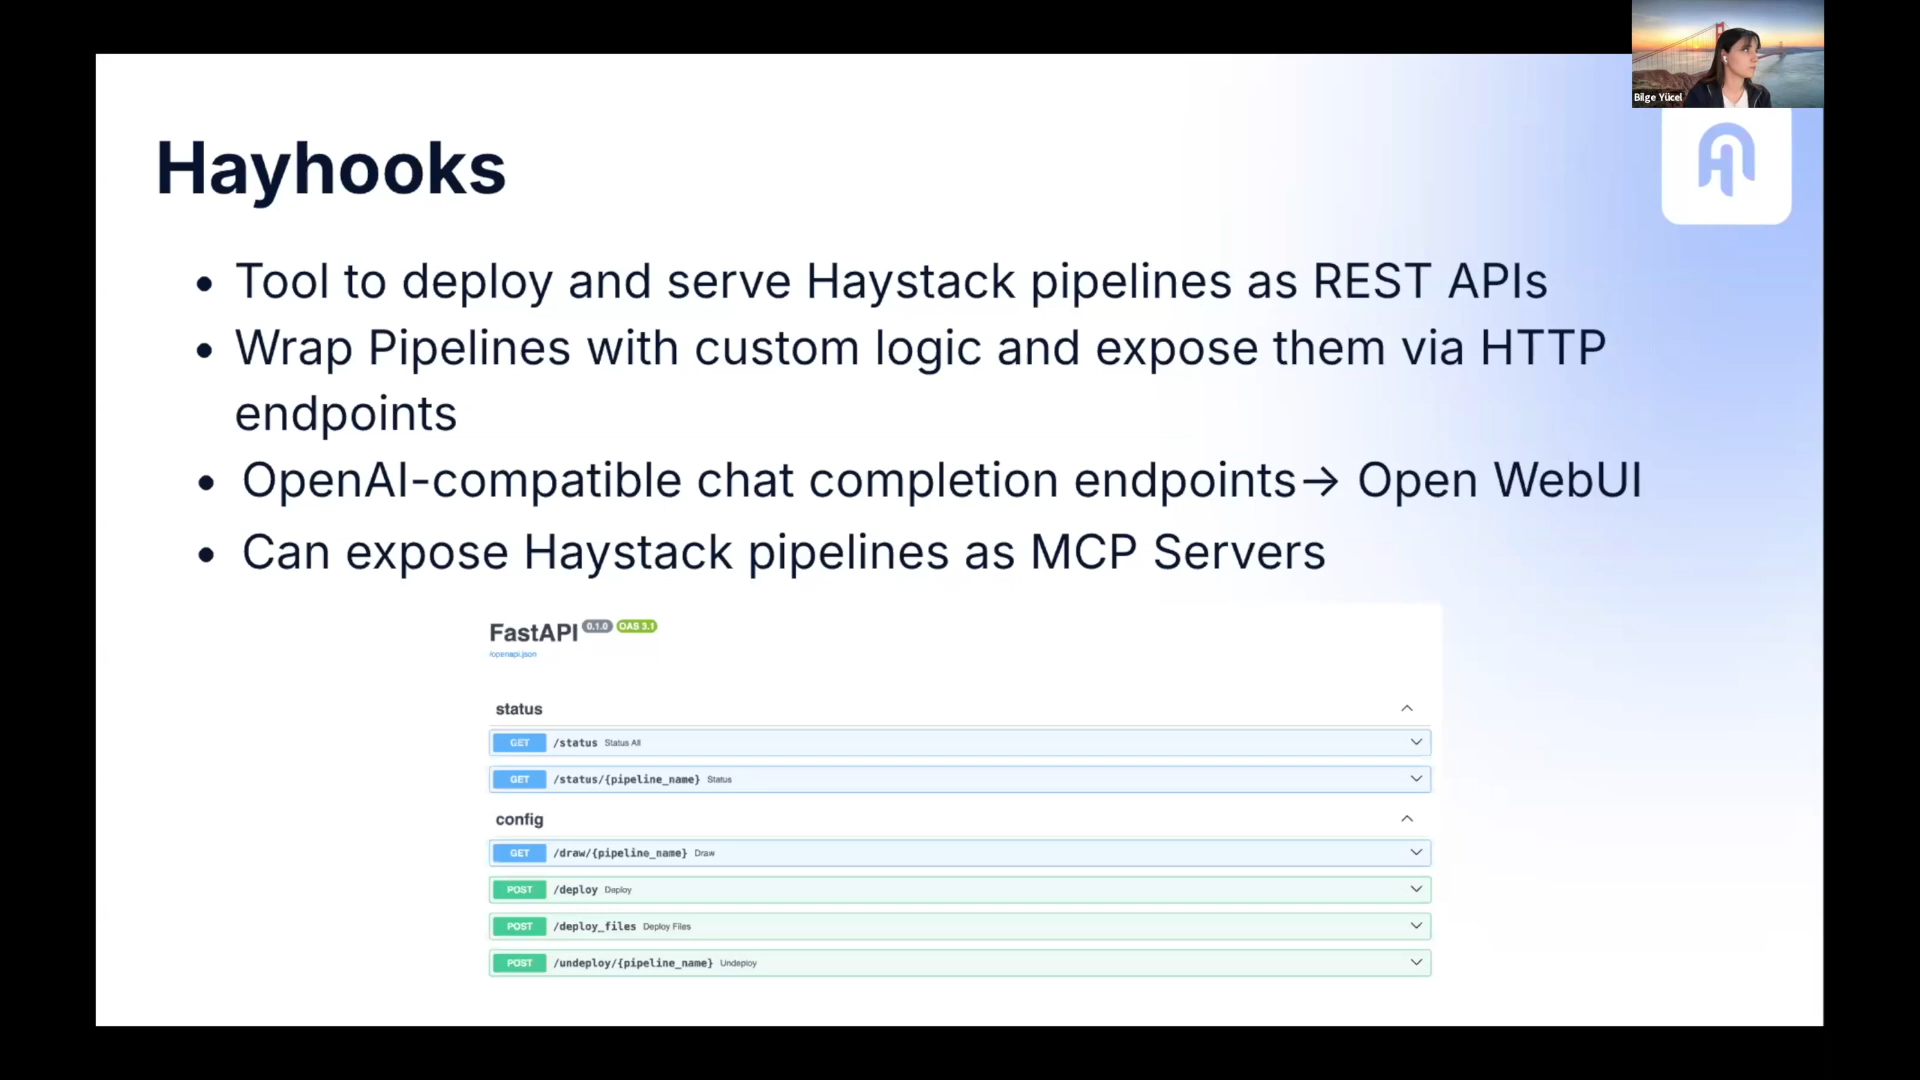 Bilge Yücel
Hayhooks
• Tool to deploy and serve Haystack pipelines as REST APIs
• Wrap Pipelines with custom logic and expose them via HTTP
endpoints
• OpenAI-compatible chat completion endpoints→ Open WebUI
• Can expose Haystack pipelines as MCP Servers
FastAPI 0.1.0 OAS 3.1
/openapi.json
status
GET /status Status All
GET /status/{pipeline_name} Status
config
GET /draw/{pipeline_name} Draw
POST /deploy Deploy
POST /deploy_files Deploy Files
POST /undeploy/{pipeline_name} Undeploy